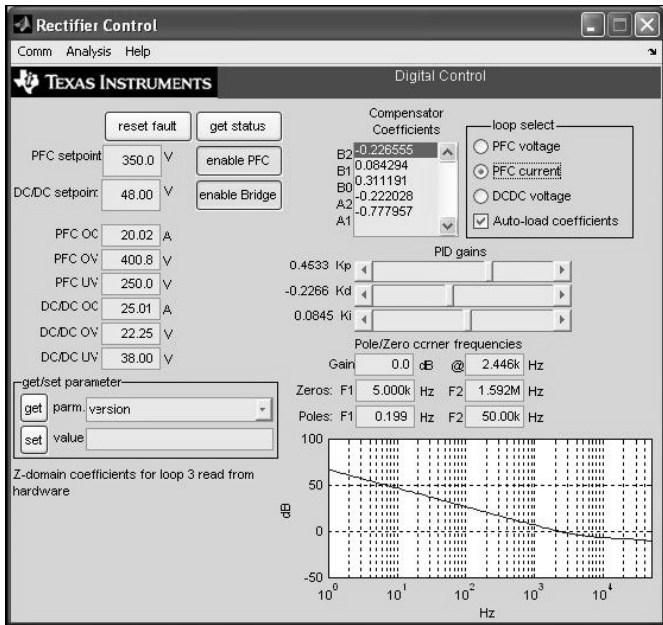 Rectifier Control
Comm Analysis Help
TEXAS INSTRUMENTS
Digital Control
reset fault get status
PFC setpoint 350.0 V enable PFC
DC/DC setpoint 48.00 V enable Bridge
PFC OC 20.02 A
PFC OV 400.8 V
PFC UV 250.0 V
DC/DC OC 25.01 A
DC/DC OV 22.25 V
DC/DC UV 38.00 V
get/set parameter
get parm. version
set value
Z-domain coefficients for loop 3 read from
hardware
Compensator
Coefficients
B2 -0.226555
B1 0.084294
B0 0.311191
A2 -0.222028
A1 -0.777957
loop select
PFC voltage
PFC current
DCDC voltage
Auto-load coefficients
PID gains
0.4533 Kp
-0.2266 Kd
0.0845 Ki
Pole/Zero corner frequencies
Gain 0.0 dB @ 2.446k Hz
Zeros: F1 5.000k Hz F2 1.592M Hz
Poles: F1 0.199 Hz F2 50.00k Hz
100
50
0
-50
dB
10^0 10^1 10^2 10^3 10^4
Hz